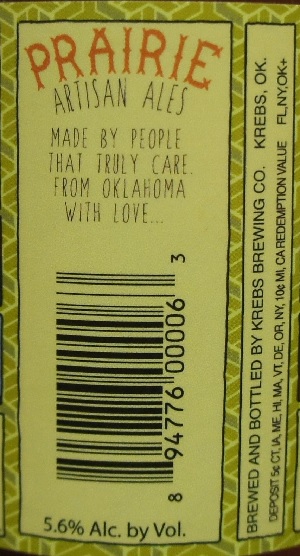 PRAIRIE
ARTISAN ALES
MADE BY PEOPLE
THAT TRULY CARE.
FROM OKLAHOMA
WITH LOVE...
8 94776 00006 3
5.6% Alc. by Vol.
BREWED AND BOTTLED BY KREBS BREWING CO. KREBS, OK.
DEPOSIT 5¢ CT, IA, ME, HI, MA, VT, DE, OR, NY, 10¢ MI, CA REDEMPTION VALUE FL,NY,OK+